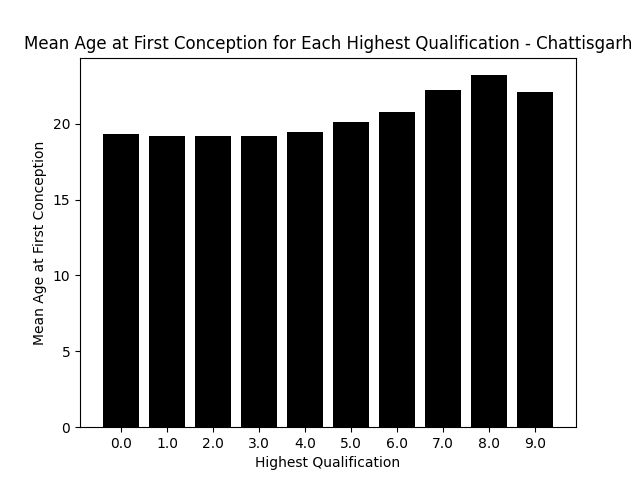 Mean Age at First Conception for Each Highest Qualification - Chattisgarh
Mean Age at First Conception
20
15
10
5
0
0.0 1.0 2.0 3.0 4.0 5.0 6.0 7.0 8.0 9.0
Highest Qualification